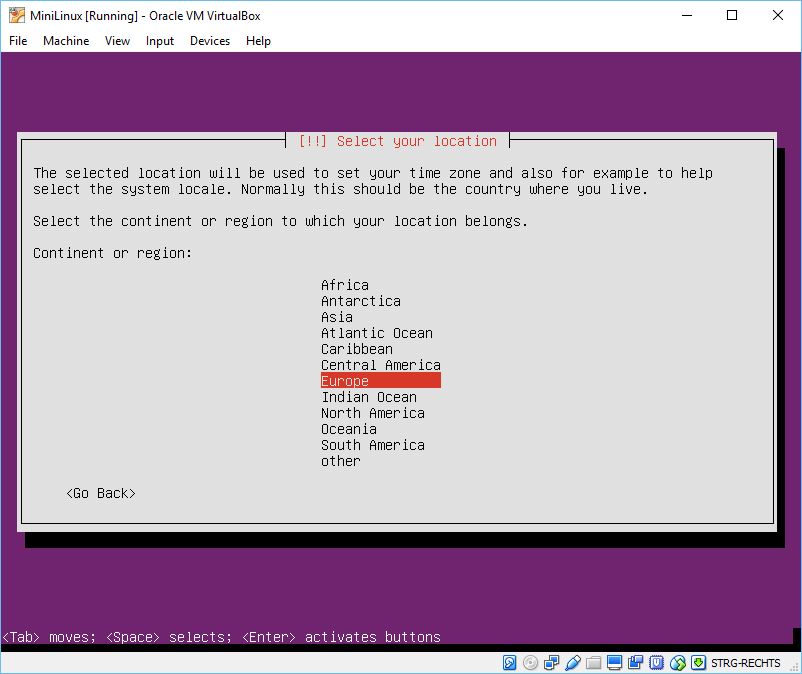 MiniLinux [Running] - Oracle VM VirtualBox
File Machine View Input Devices Help
[!!] Select your location
The selected location will be used to set your time zone and also for example to help
select the system locale. Normally this should be the country where you live.
Select the continent or region to which your location belongs.
Continent or region:
Africa
Antarctica
Asia
Atlantic Ocean
Caribbean
Central America
Europe
Indian Ocean
North America
Oceania
South America
other
<Go Back>
<Tab> moves; <Space> selects; <Enter> activates buttons
STRG-RECHTS